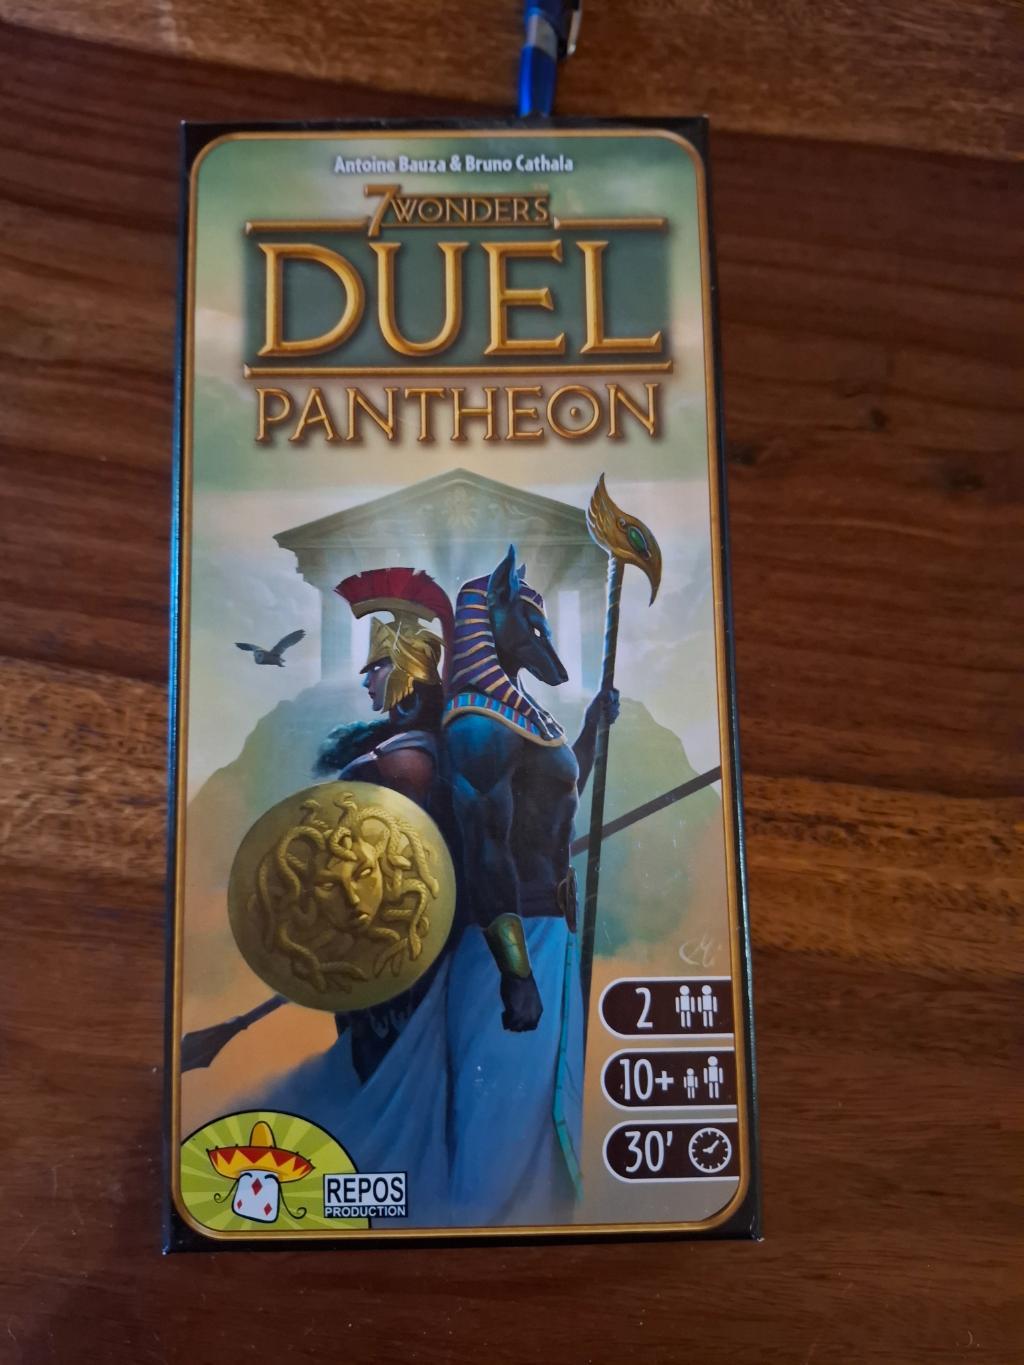 Antoine Bauza & Bruno Cathala
7 WONDERS
DUEL
PANTHEON
2
10+
30'
REPOS
PRODUCTION